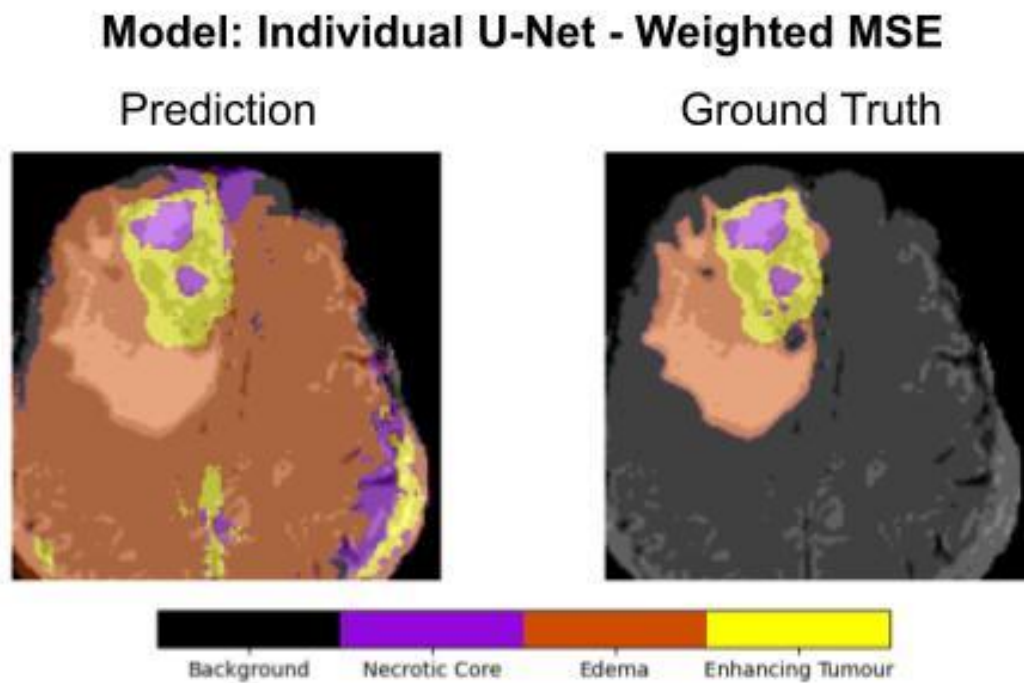 Model: Individual U-Net - Weighted MSE
Prediction
Ground Truth
Background
Necrotic Core
Edema
Enhancing Tumour